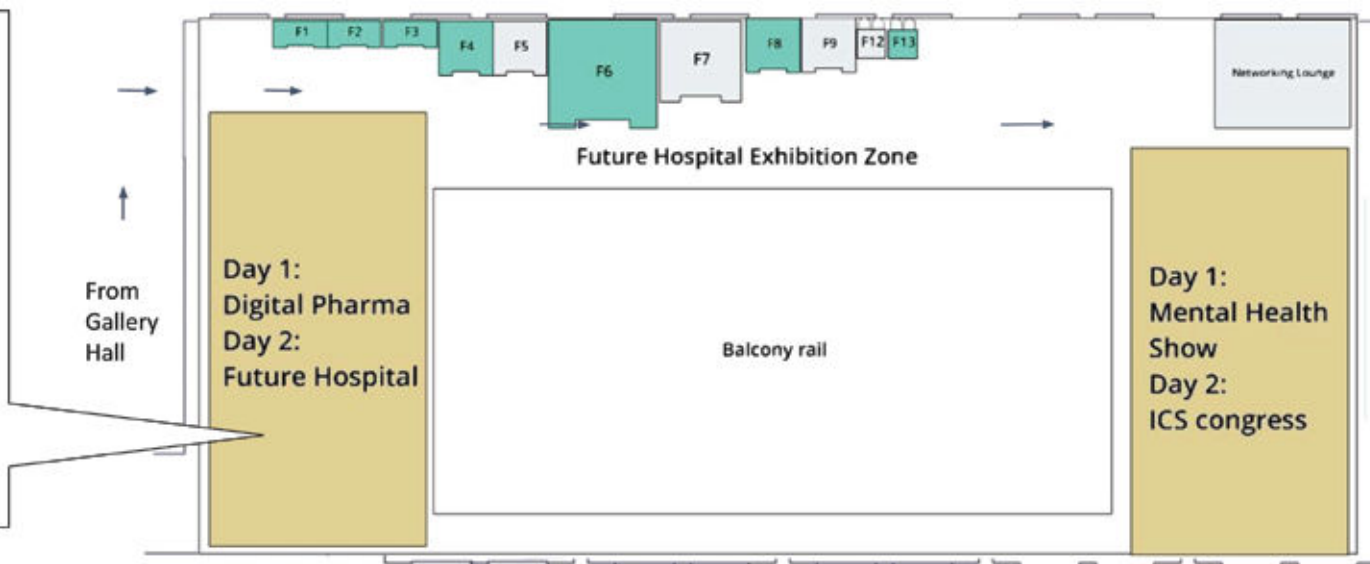 F1
F2
F3
F4
F5
F6
F7
F8
F9
F12
F13
Networking Lounge
Future Hospital Exhibition Zone
From
Gallery
Hall
Day 1:
Digital Pharma
Day 2:
Future Hospital
Balcony rail
Day 1:
Mental Health
Show
Day 2:
ICS congress